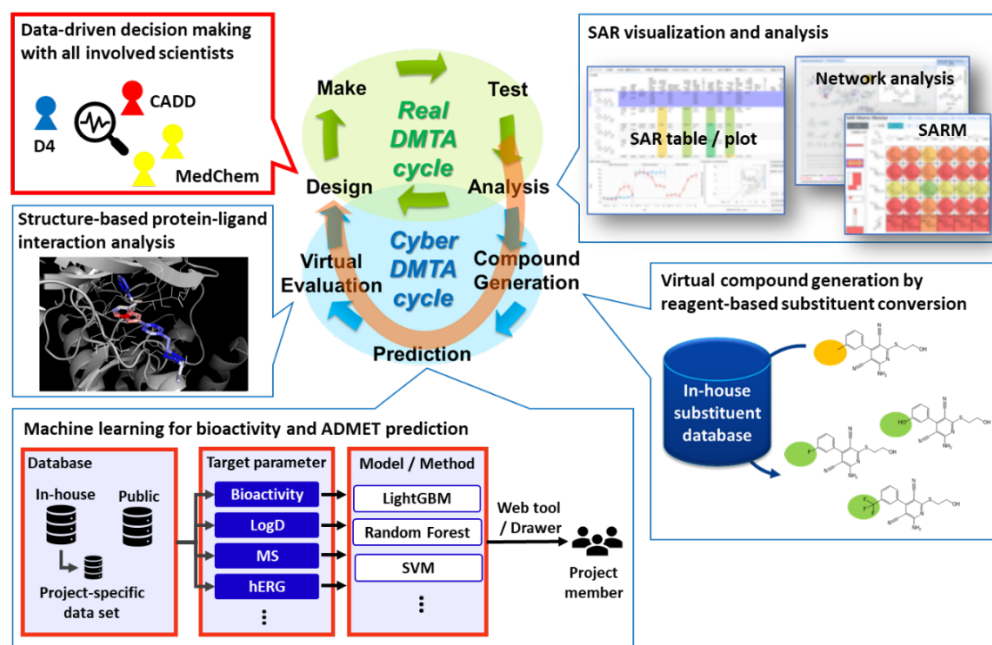 Data-driven decision making
with all involved scientists
D4
CADD
MedChem
Make
Test
Real
DMTA
cycle
Design
Analysis
Cyber
DMTA
cycle
Virtual
Evaluation
Compound
Generation
Prediction
SAR visualization and analysis
SAR table / plot
Network analysis
SARM
Structure-based protein-ligand
interaction analysis
Virtual compound generation by
reagent-based substituent conversion
In-house
substituent
database
Machine learning for bioactivity and ADMET prediction
Database
In-house
Public
Project-specific
data set
Target parameter
Bioactivity
LogD
MS
hERG
⋮
Model / Method
LightGBM
Random Forest
SVM
⋮
Web tool
/ Drawer
Project
member